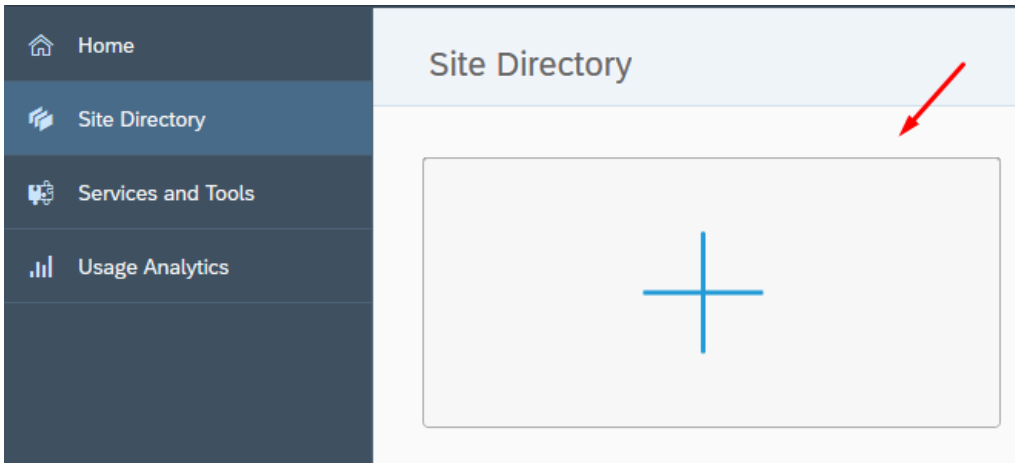 Home
Site Directory
Services and Tools
Usage Analytics
Site Directory